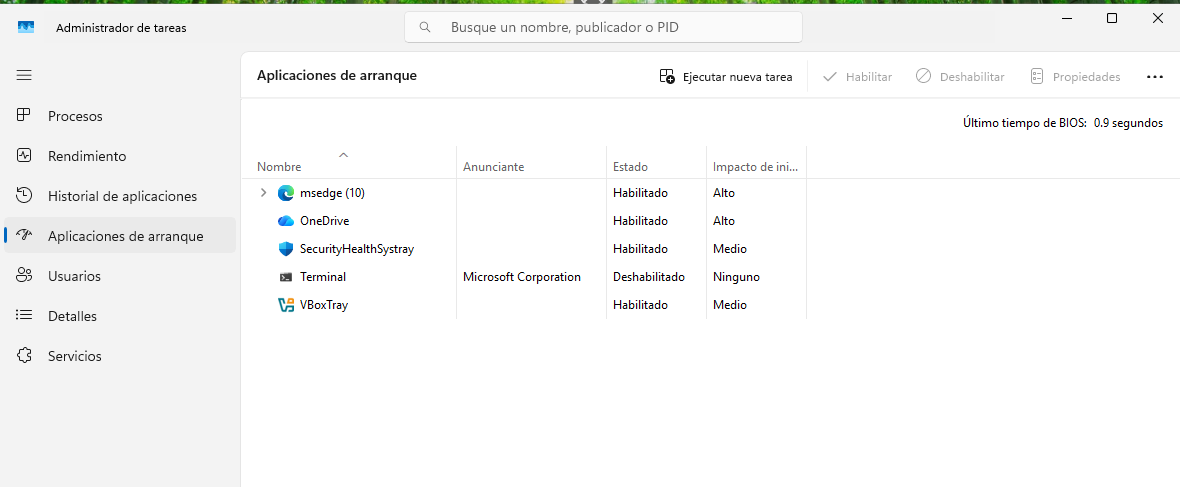 Administrador de tareas
Busque un nombre, publicador o PID
Aplicaciones de arranque
Ejecutar nueva tarea
Habilitar
Deshabilitar
Propiedades
Procesos
Rendimiento
Historial de aplicaciones
Aplicaciones de arranque
Usuarios
Detalles
Servicios
Último tiempo de BIOS: 0.9 segundos
Nombre Anunciante Estado Impacto de ini...
msedge (10) Habilitado Alto
OneDrive Habilitado Alto
SecurityHealthSystray Habilitado Medio
Terminal Microsoft Corporation Deshabilitado Ninguno
VBoxTray Habilitado Medio